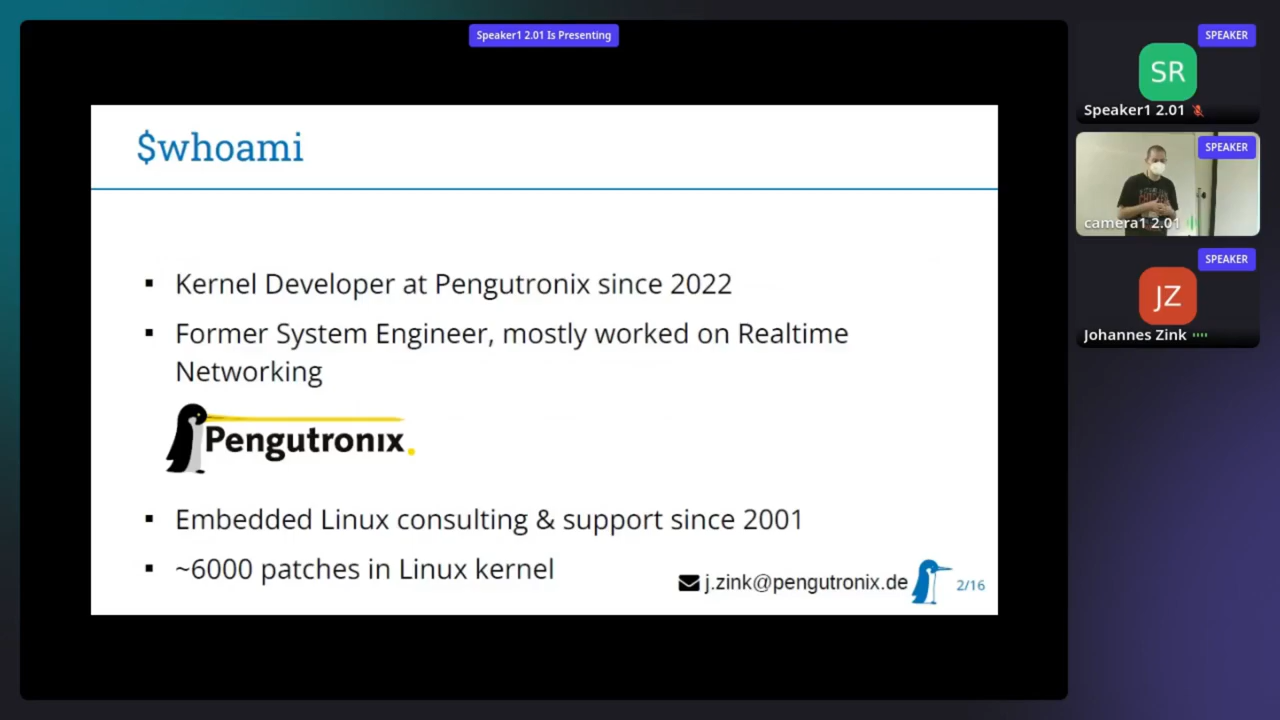 Speaker1 2.01 Is Presenting
$whoami
▪ Kernel Developer at Pengutronix since 2022
▪ Former System Engineer, mostly worked on Realtime
Networking
Pengutronix.
▪ Embedded Linux consulting & support since 2001
▪ ~6000 patches in Linux kernel
j.zink@pengutronix.de
2/16
SPEAKER
SR
Speaker1 2.01
SPEAKER
camera1 2.01
SPEAKER
JZ
Johannes Zink